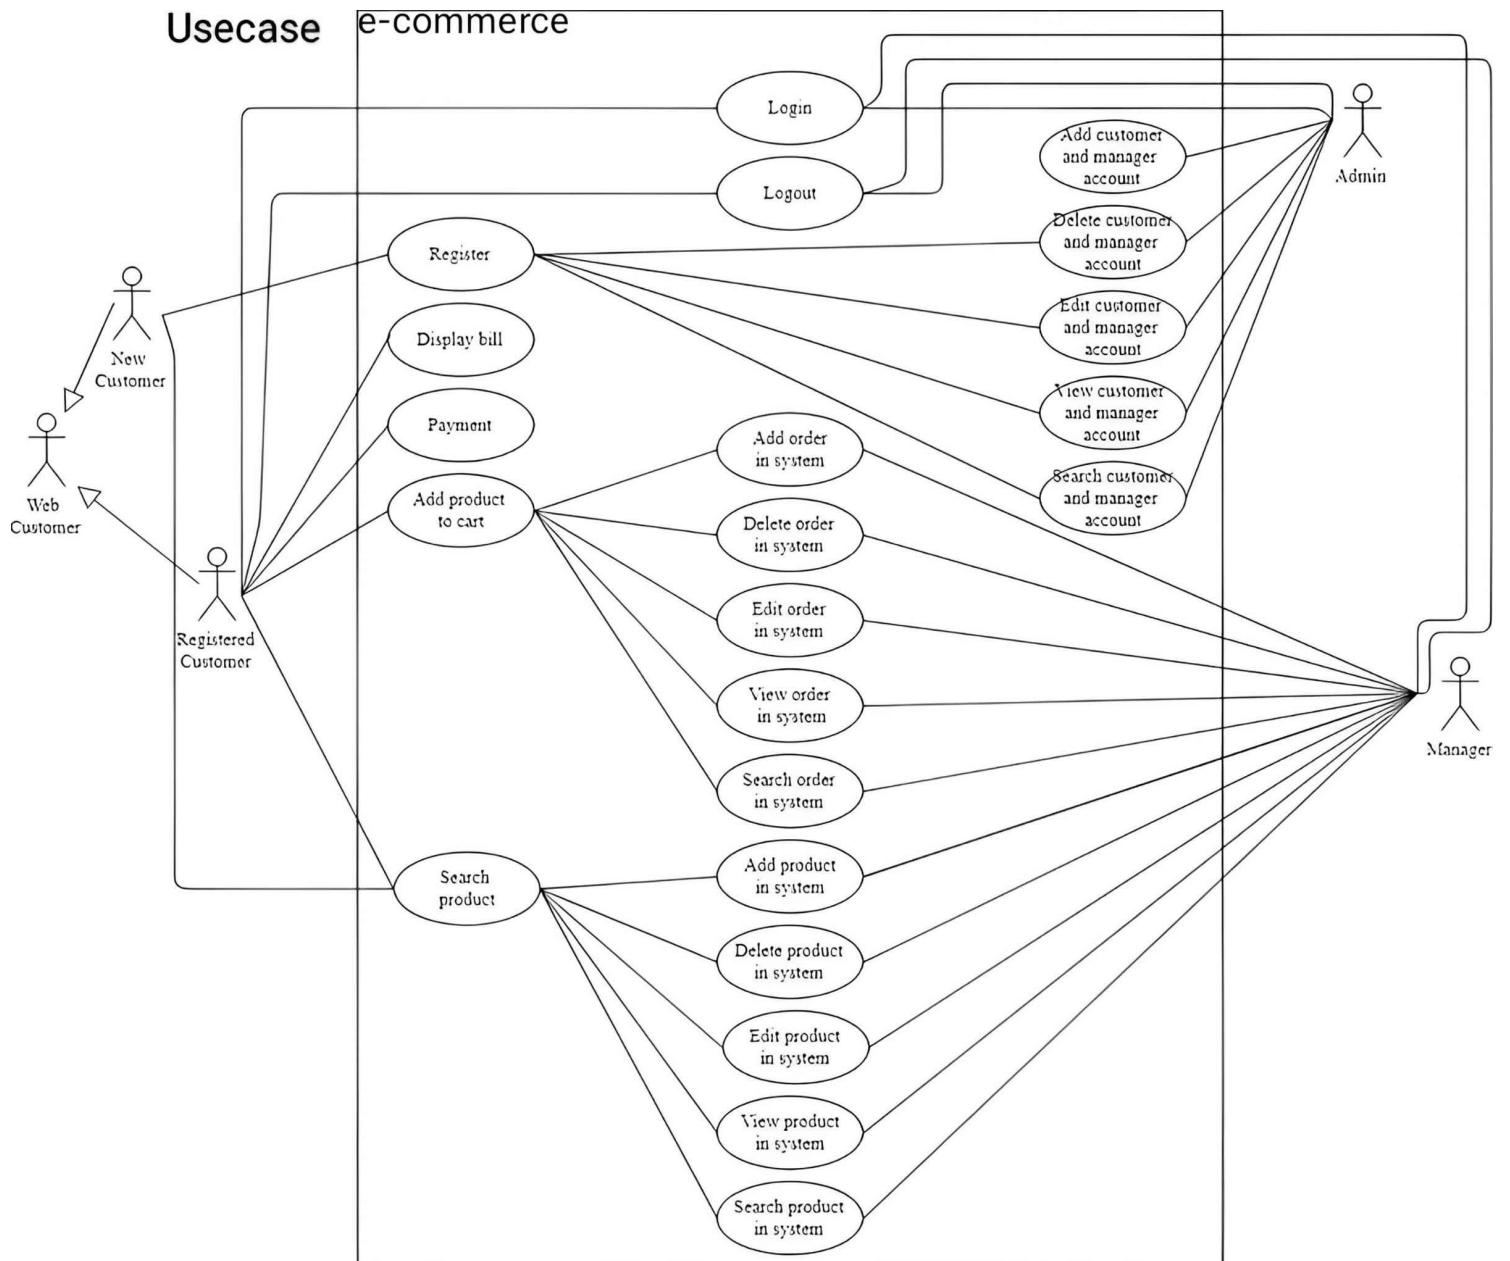 Usecase
e-commerce
Login
Logout
Register
Display bill
Payment
Add product
to cart
Search
product
Add order
in system
Delete order
in system
Edit order
in system
View order
in system
Search order
in system
Add product
in system
Delete product
in system
Edit product
in system
View product
in system
Search product
in system
Add customer
and manager
account
Delete customer
and manager
account
Edit customer
and manager
account
View customer
and manager
account
Search customer
and manager
account
New
Customer
Web
Customer
Registered
Customer
Admin
Manager